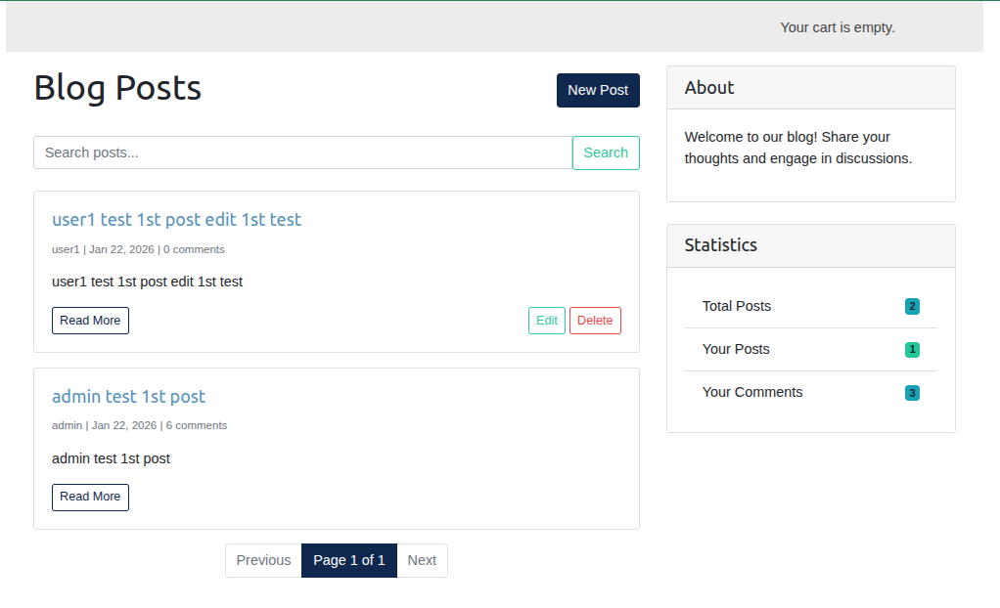 Your cart is empty.
Blog Posts
New Post
Search posts...
Search
user1 test 1st post edit 1st test
user1 | Jan 22, 2026 | 0 comments
user1 test 1st post edit 1st test
Read More
Edit
Delete
admin test 1st post
admin | Jan 22, 2026 | 6 comments
admin test 1st post
Read More
Previous
Page 1 of 1
Next
About
Welcome to our blog! Share your
thoughts and engage in discussions.
Statistics
Total Posts 2
Your Posts 1
Your Comments 3